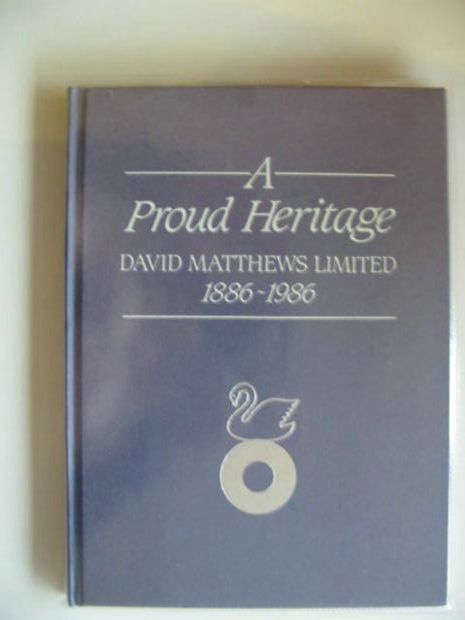 A
Proud Heritage
DAVID MATTHEWS LIMITED
1886-1986